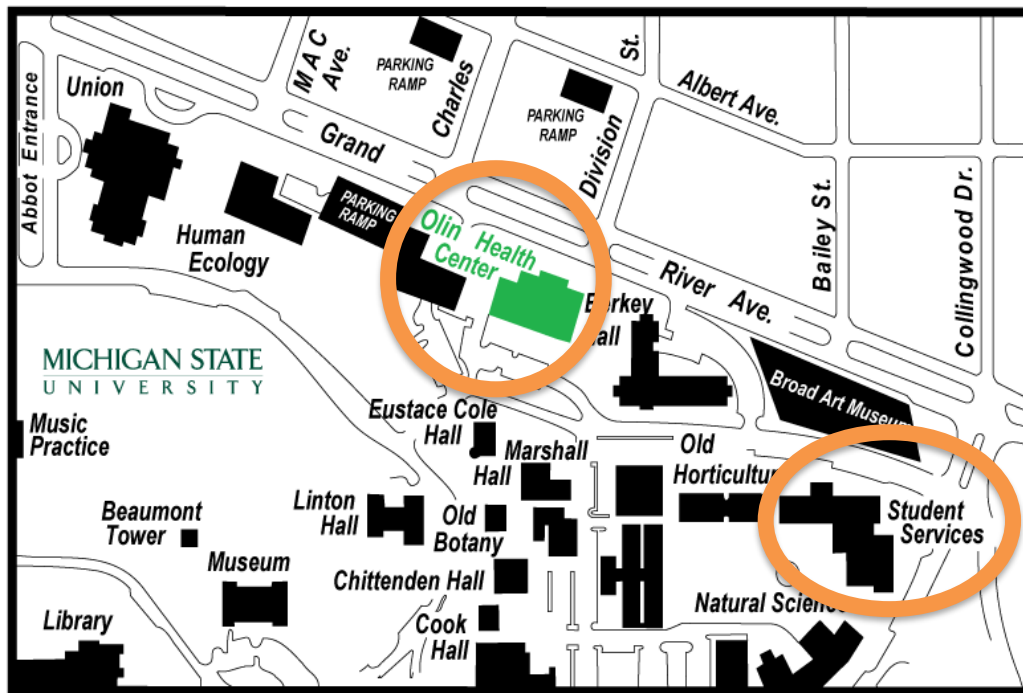 Abbot Entrance
Union
MAC
Ave.
PARKING
RAMP
Charles
St.
PARKING
RAMP
Division
Albert Ave.
Bailey St.
Collingwood Dr.
Grand
River Ave.
Human
Ecology
PARKING
RAMP
Olin Health
Center
Berkey
Hall
Broad Art Museum
MICHIGAN STATE
UNIVERSITY
Music
Practice
Eustace Cole
Hall
Marshall
Hall
Old
Horticulture
Student
Services
Beaumont
Tower
Linton
Hall
Old
Botany
Museum
Chittenden Hall
Natural Science
Library
Cook
Hall